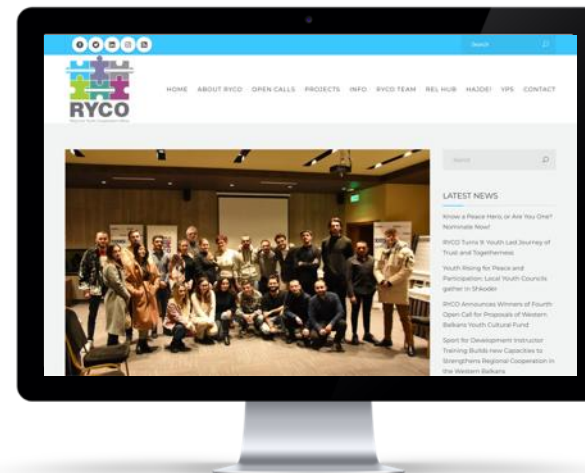 Search
RYCO
HOME ABOUT RYCO OPEN CALLS PROJECTS INFO RYCO TEAM REL HUB HAJDE! YPS CONTACT
Search
LATEST NEWS
Know a Peace Hero, or Are You One?
Nominate Now!
RYCO Turns 9: Youth Led Journey of
Trust and Togetherness
Youth Rising for Peace and
Participation: Local Youth Councils
gather in Shkodër
RYCO Announces Winners of Fourth
Open Call for Proposals of Western
Balkans Youth Cultural Fund
Sport for Development Instructor
Training Builds new Capacities to
Strengthens Regional Cooperation in
the Western Balkans